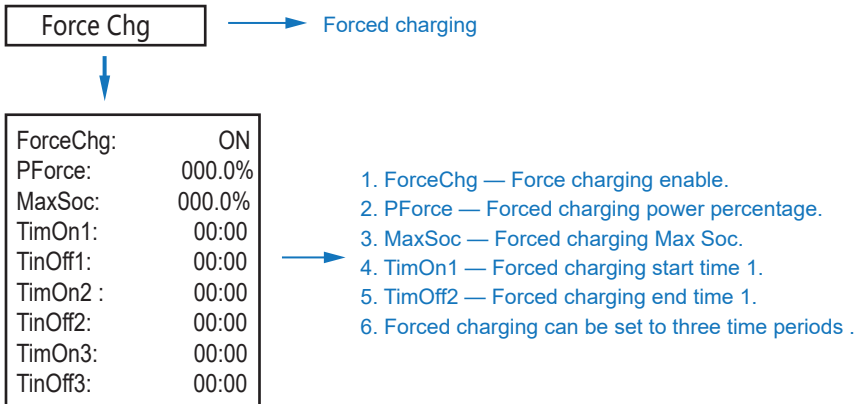 Force Chg
Forced charging
ForceChg: ON
PForce: 000.0%
MaxSoc: 000.0%
TimOn1: 00:00
TinOff1: 00:00
TimOn2 : 00:00
TinOff2: 00:00
TimOn3: 00:00
TinOff3: 00:00
1. ForceChg — Force charging enable.
2. PForce — Forced charging power percentage.
3. MaxSoc — Forced charging Max Soc.
4. TimOn1 — Forced charging start time 1.
5. TimOff2 — Forced charging end time 1.
6. Forced charging can be set to three time periods .